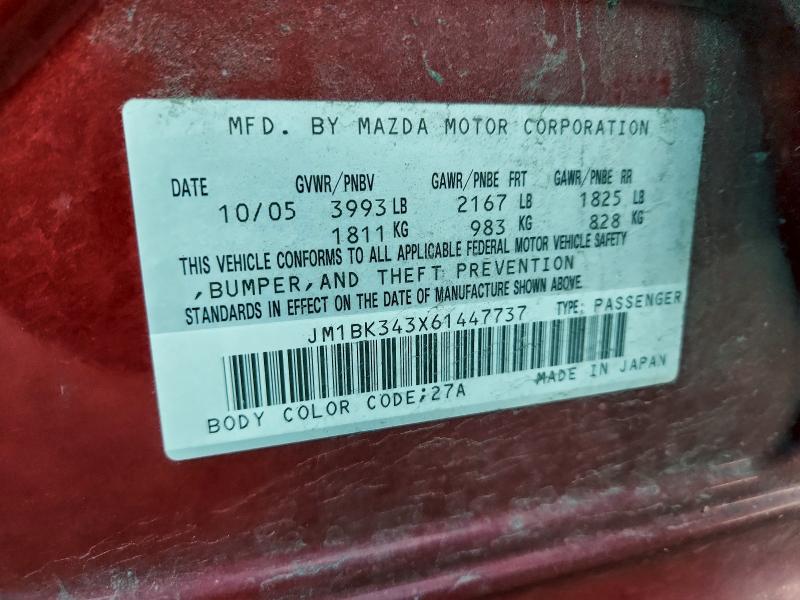 MFD. BY MAZDA MOTOR CORPORATION
DATE GVWR/PNBV GAWR/PNBE FRT GAWR/PNBE RR
10/05 3993 LB 2167 LB 1825 LB
1811 KG 983 KG 828 KG
THIS VEHICLE CONFORMS TO ALL APPLICABLE FEDERAL MOTOR VEHICLE SAFETY
,BUMPER,AND THEFT PREVENTION
STANDARDS IN EFFECT ON THE DATE OF MANUFACTURE SHOWN ABOVE.
JM1BK343X61447737 TYPE: PASSENGER
MADE IN JAPAN
BODY COLOR CODE;27A